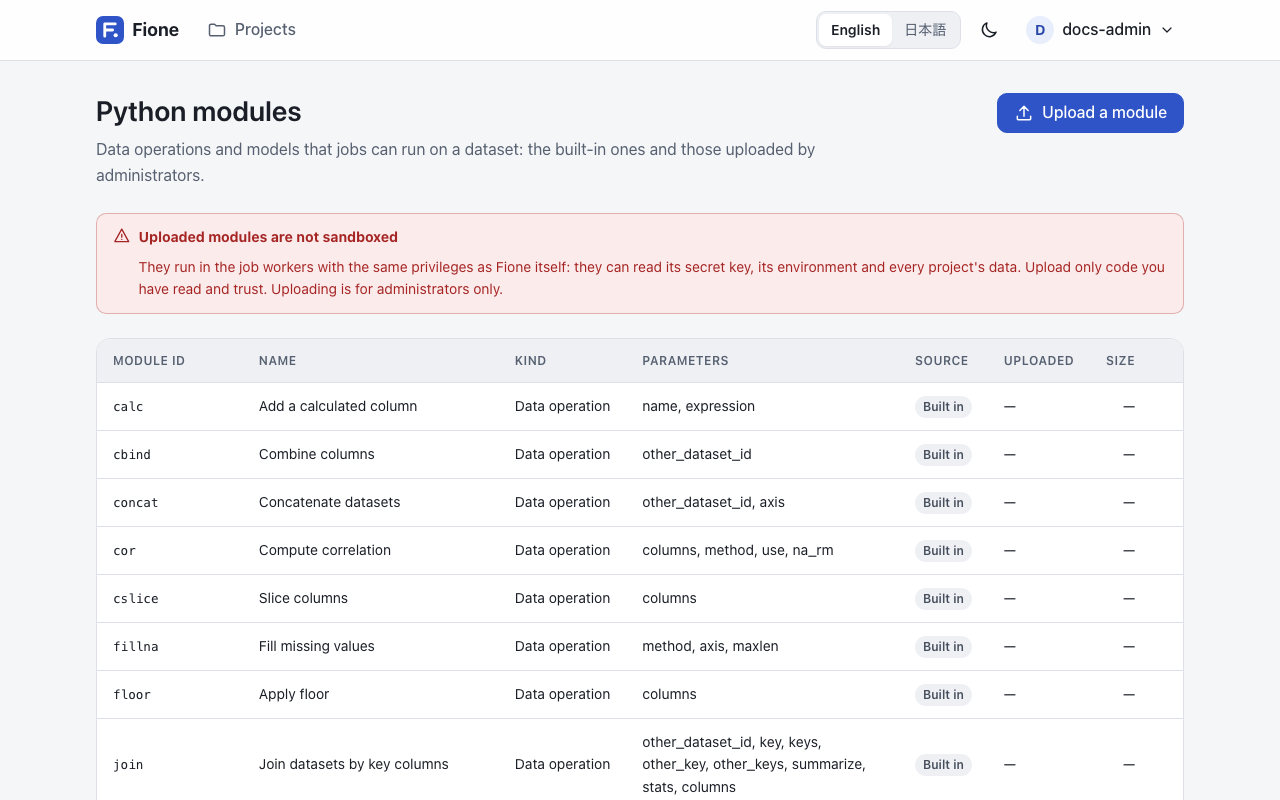 Fione
Projects
English
日本語
D
docs-admin
Python modules
Upload a module
Data operations and models that jobs can run on a dataset: the built-in ones and those uploaded by
administrators.
Uploaded modules are not sandboxed
They run in the job workers with the same privileges as Fione itself: they can read its secret key, its environment and every project's data. Upload only code you
have read and trust. Uploading is for administrators only.
MODULE ID NAME KIND PARAMETERS SOURCE UPLOADED SIZE
calc Add a calculated column Data operation name, expression Built in — —
cbind Combine columns Data operation other_dataset_id Built in — —
concat Concatenate datasets Data operation other_dataset_id, axis Built in — —
cor Compute correlation Data operation columns, method, use, na_rm Built in — —
cslice Slice columns Data operation columns Built in — —
fillna Fill missing values Data operation method, axis, maxlen Built in — —
floor Apply floor Data operation columns Built in — —
join Join datasets by key columns Data operation other_dataset_id, key, keys,
other_key, other_keys, summarize,
stats, columns Built in — —